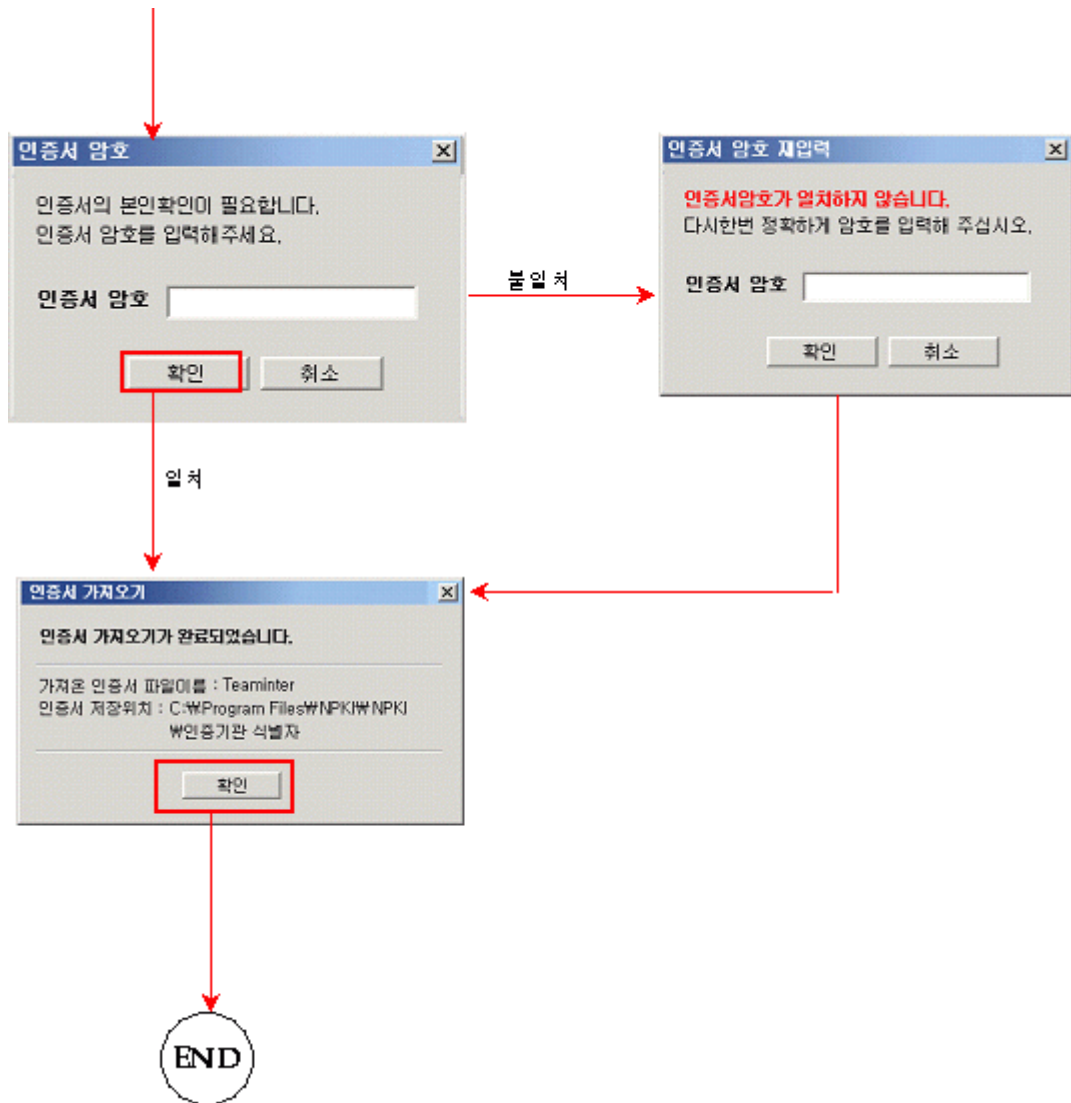 인증서 암호
인증서의 본인확인이 필요합니다.
인증서 암호를 입력해주세요.
인증서 암호
확인 취소
불일치
인증서 암호 재입력
인증서암호가 일치하지 않습니다.
다시한번 정확하게 암호를 입력해 주십시오.
인증서 암호
확인 취소
일치
인증서 가져오기
인증서 가져오기가 완료되었습니다.
가져온 인증서 파일이름 : Teaminter
인증서 저장위치 : C:₩Program Files₩NPKI₩NPKI
₩인증기관 식별자
확인
END